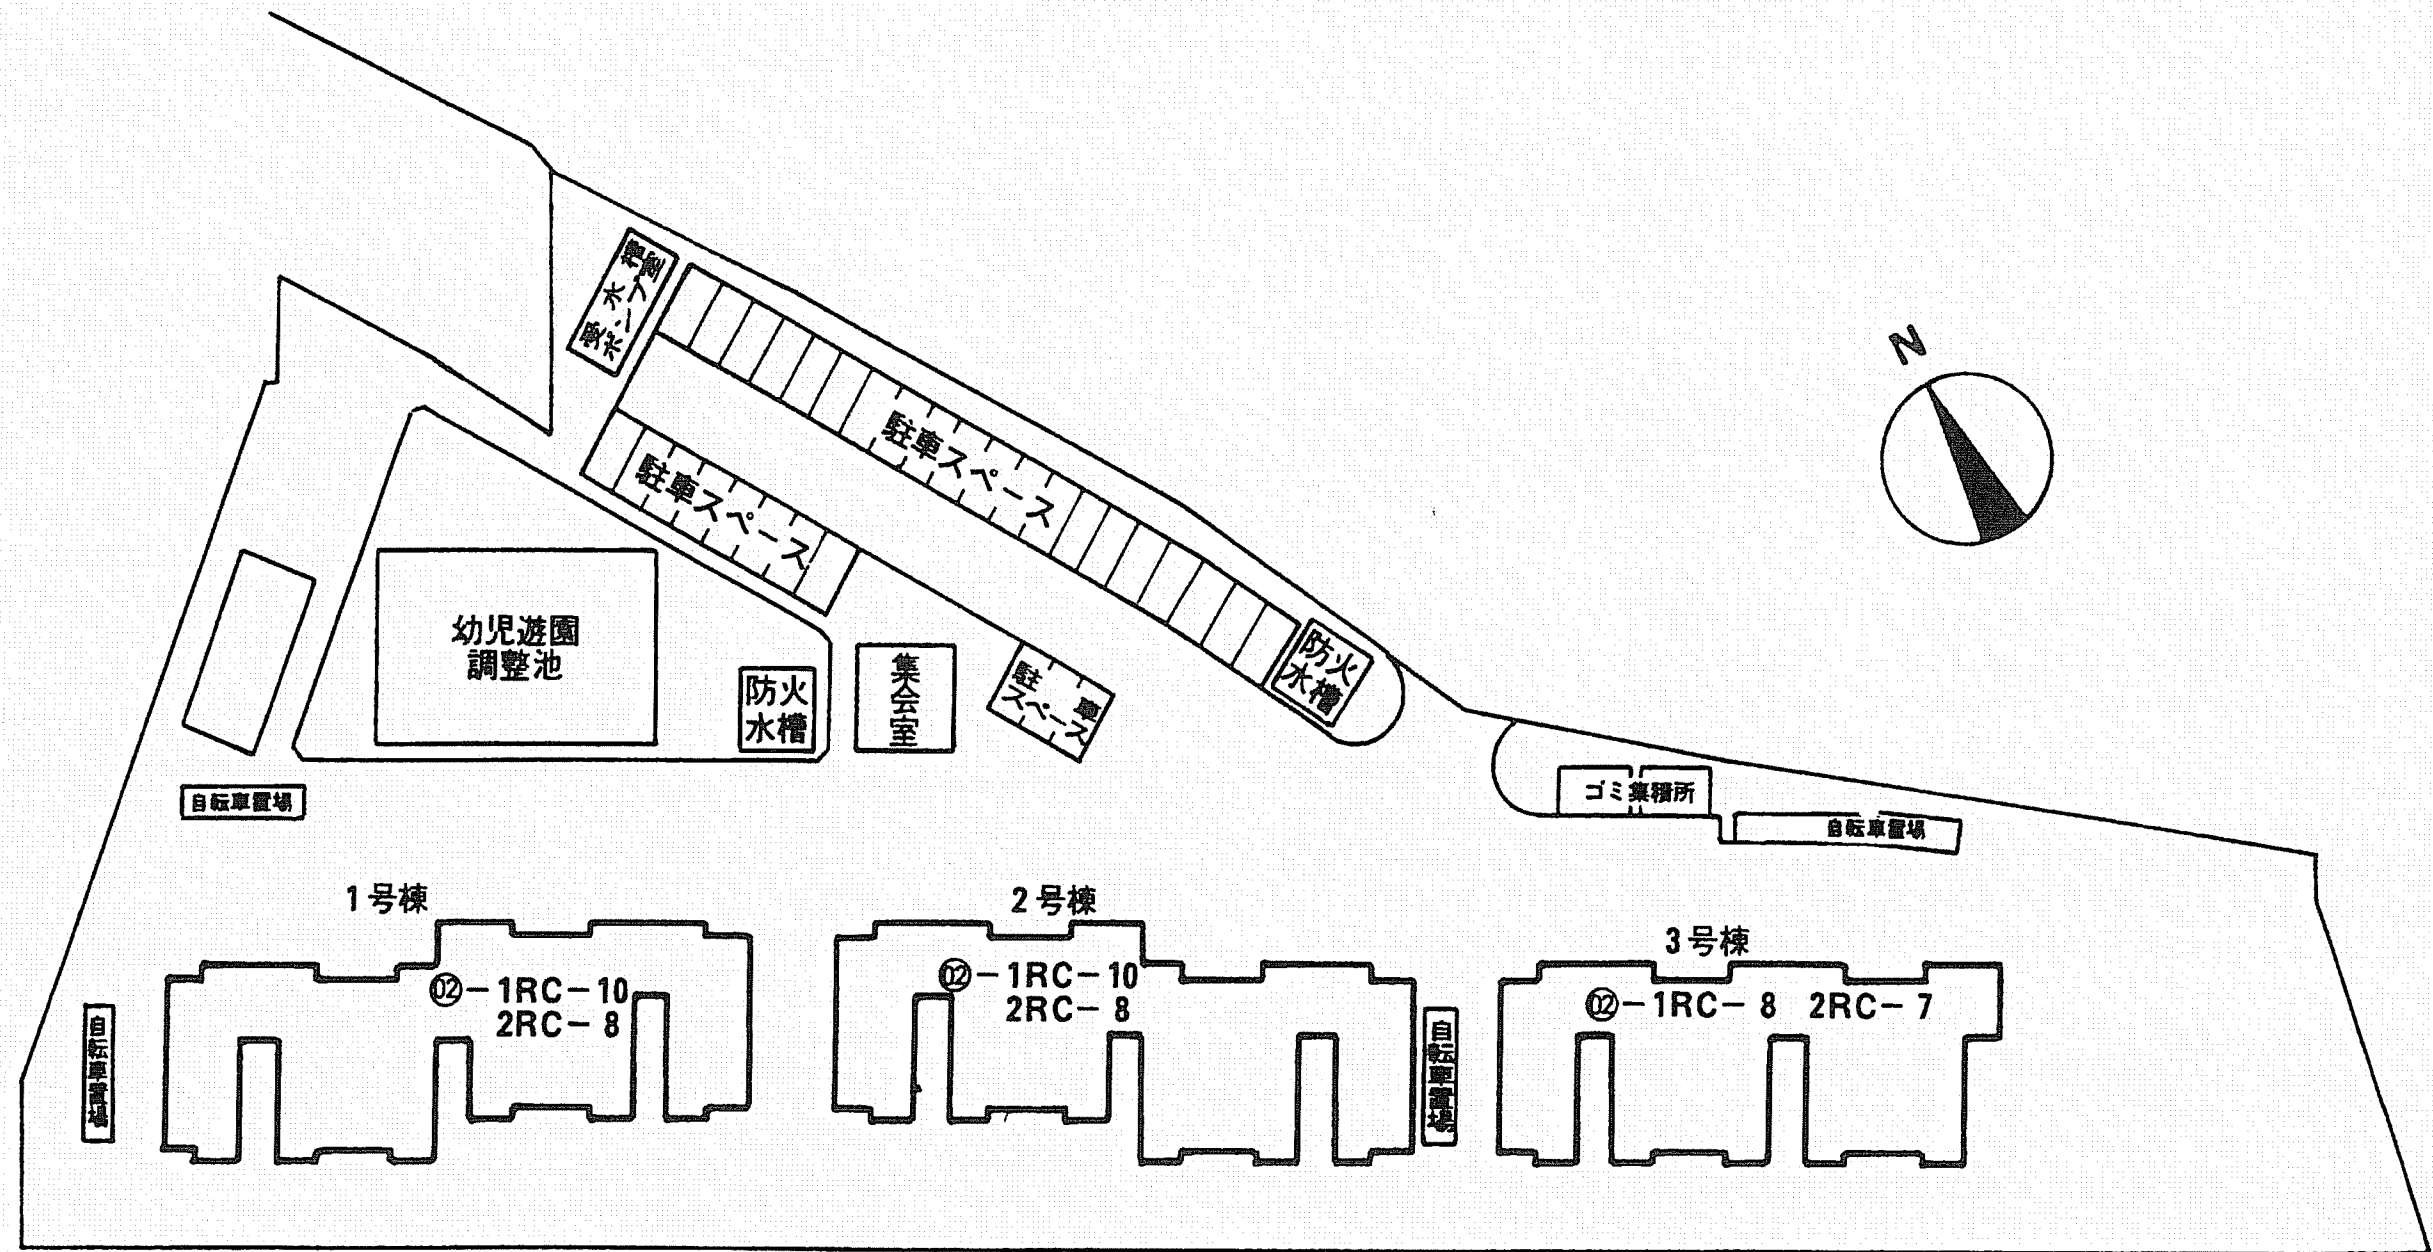 受水槽
ポンプ室
駐車スペース
駐車スペース
N
幼児遊園
調整池
防火
水槽
集会室
駐車
スペース
防火
水槽
ゴミ集積所
自転車置場
自転車置場
1号棟
2号棟
3号棟
02-1RC-10
2RC-8
02-1RC-10
2RC-8
02-1RC-8 2RC-7
自転車置場
自転車置場